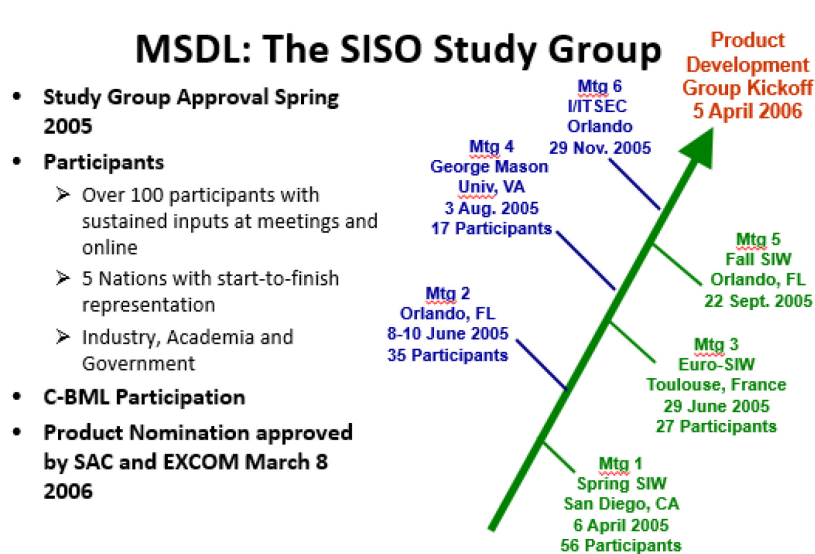 MSDL: The SISO Study Group
• Study Group Approval Spring
2005
• Participants
➢ Over 100 participants with
sustained inputs at meetings and
online
➢ 5 Nations with start-to-finish
representation
➢ Industry, Academia and
Government
• C-BML Participation
• Product Nomination approved
by SAC and EXCOM March 8
2006
Product
Development
Group Kickoff
5 April 2006
Mtg 6
I/ITSEC
Orlando
29 Nov. 2005
Mtg 4
George Mason
Univ, VA
3 Aug. 2005
17 Participants
Mtg 5
Fall SIW
Orlando, FL
22 Sept. 2005
Mtg 2
Orlando, FL
8-10 June 2005
35 Participants
Mtg 3
Euro-SIW
Toulouse, France
29 June 2005
27 Participants
Mtg 1
Spring SIW
San Diego, CA
6 April 2005
56 Participants